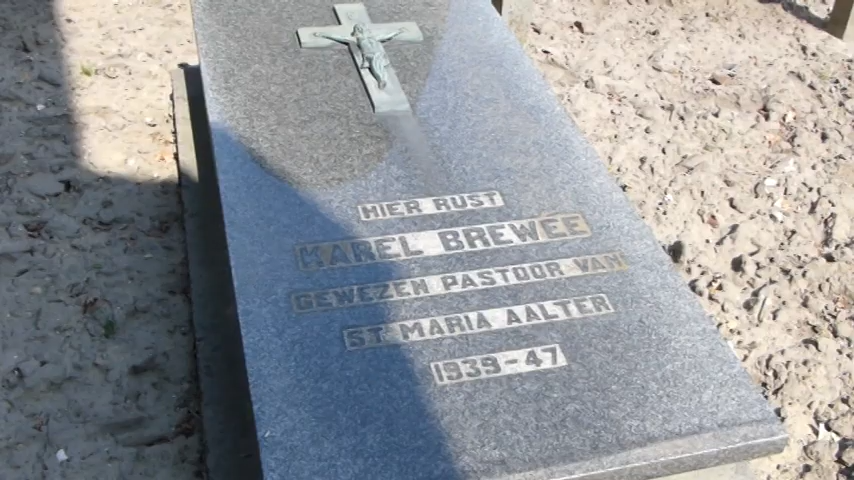 HIER RUST
KAREL BREWEE
GEWEZEN PASTOOR VAN
ST. MARIA AALTER
1939-47